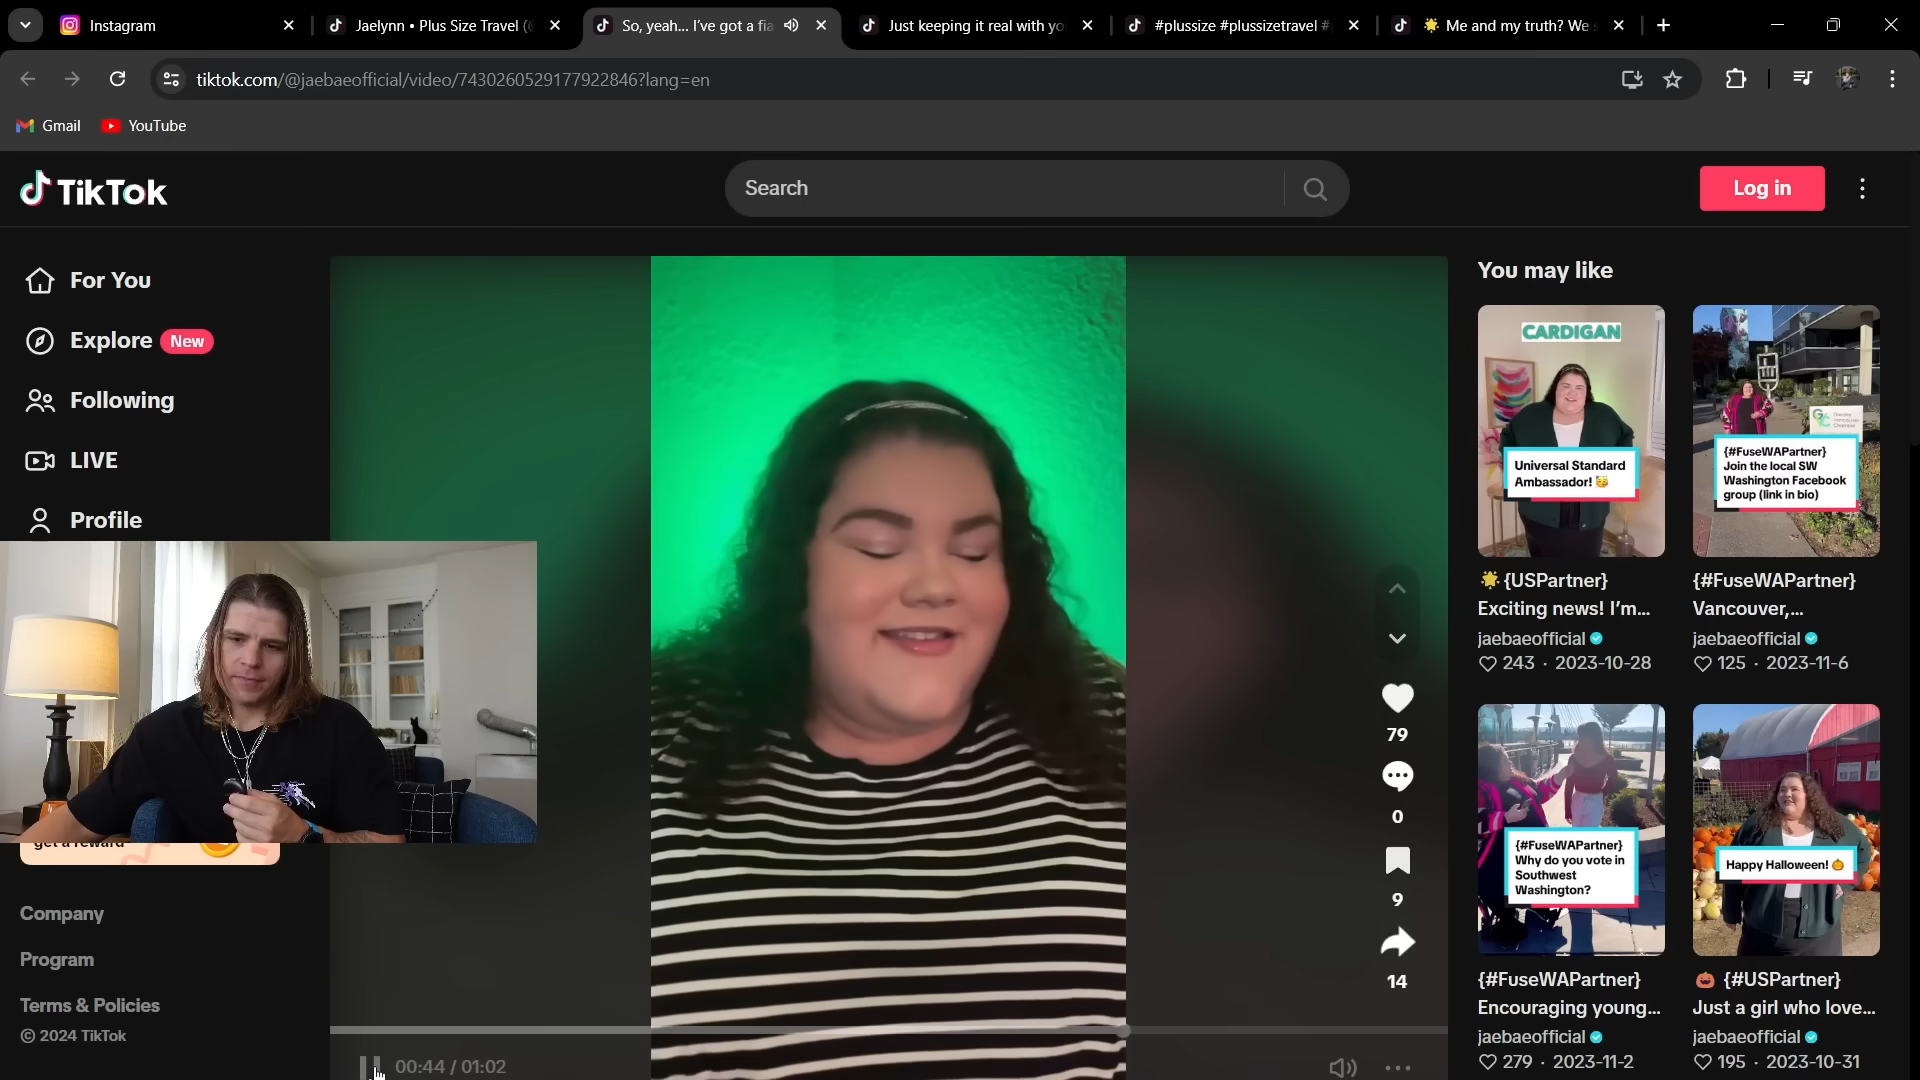 Instagram
Jaelynn • Plus Size Travel (
So, yeah... I've got a fia
Just keeping it real with yo
#plussize #plussizetravel #
🌟 Me and my truth? We s
tiktok.com/@jaebaeofficial/video/7430260529177922846?lang=en
Gmail
YouTube
TikTok
Search
Log in
For You
Explore New
Following
LIVE
Profile
get a reward
Company
Program
Terms & Policies
© 2024 TikTok
79
0
9
14
00:44 / 01:02
You may like
CARDIGAN
Universal Standard
Ambassador! 🥳
🌟 {USPartner}
Exciting news! I'm...
jaebaeofficial
243 · 2023-10-28
{#FuseWAPartner}
Join the local SW
Washington Facebook
group (link in bio)
{#FuseWAPartner}
Vancouver,...
jaebaeofficial
125 · 2023-11-6
{#FuseWAPartner}
Why do you vote in
Southwest
Washington?
{#FuseWAPartner}
Encouraging young...
jaebaeofficial
279 · 2023-11-2
Happy Halloween! 🎃
🎃 {#USPartner}
Just a girl who love...
jaebaeofficial
195 · 2023-10-31